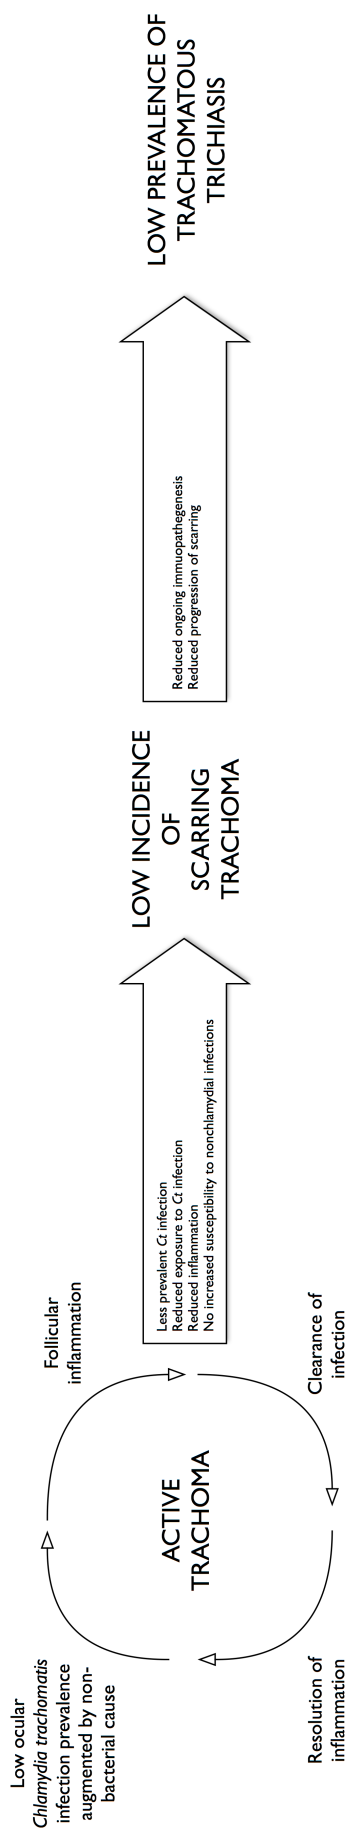 Low ocular
Chlamydia trachomatis
infection prevalence
augmented by non-
bacterial cause
Follicular
inflammation
ACTIVE
TRACHOMA
Resolution of
inflammation
Clearance of
infection
Less prevalent Ct infection
Reduced exposure to Ct infection
Reduced inflammation
No increased susceptibility to nonchlamydial infections
LOW INCIDENCE
OF
SCARRING
TRACHOMA
Reduced ongoing immuopathegenesis
Reduced progression of scarring
LOW PREVALENCE OF
TRACHOMATOUS
TRICHIASIS